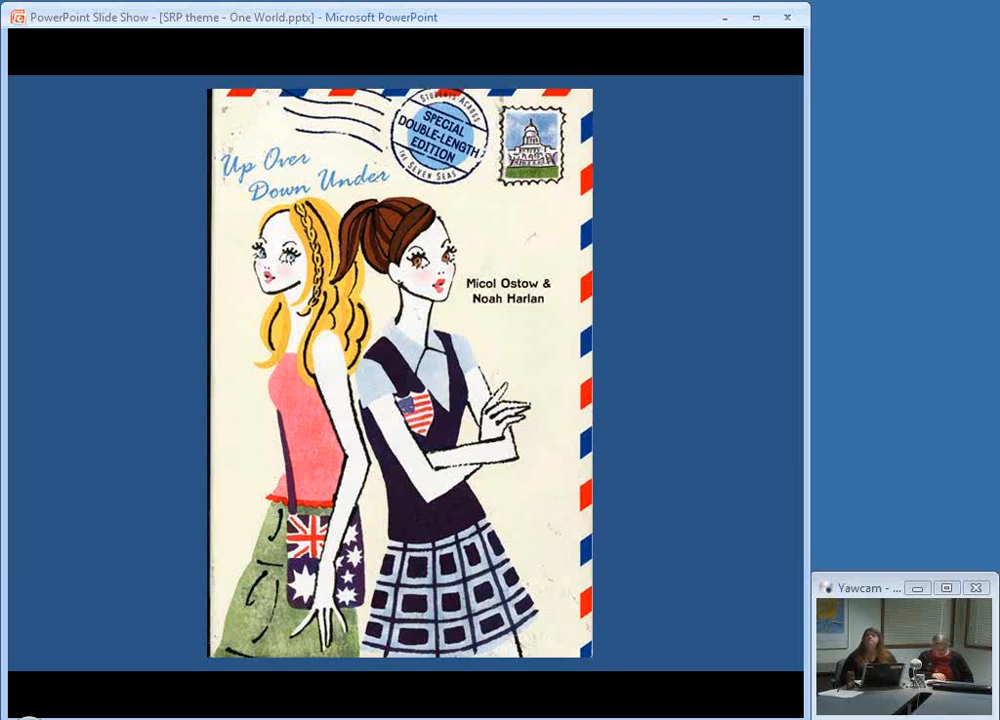 PowerPoint Slide Show - [SRP theme - One World.pptx] - Microsoft PowerPoint
STUDENTS ACROSS
SPECIAL
DOUBLE-LENGTH
EDITION
THE SEVEN SEAS
Up Over
Down Under
Micol Ostow &
Noah Harlan
Yawcam - ...